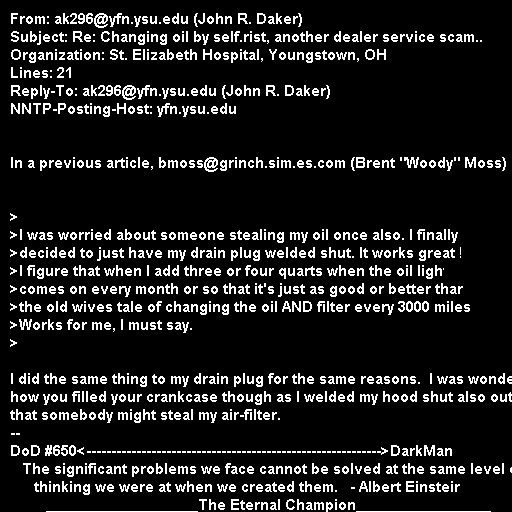 From: ak296@yfn.ysu.edu (John R. Daker)
Subject: Re: Changing oil by self.rist, another dealer service scam..
Organization: St. Elizabeth Hospital, Youngstown, OH
Lines: 21
Reply-To: ak296@yfn.ysu.edu (John R. Daker)
NNTP-Posting-Host: yfn.ysu.edu
In a previous article, bmoss@grinch.sim.es.com (Brent "Woody" Moss)
>
>I was worried about someone stealing my oil once also. I finally
>decided to just have my drain plug welded shut. It works great !
>I figure that when I add three or four quarts when the oil
>comes on every month or so that it's just as good or better
>the old wives tale of changing the oil AND filter every 3000 miles
>Works for me, I must say.
>
I did the same thing to my drain plug for the same reasons.  I was
how you filled your crankcase though as I welded my hood shut also
that somebody might steal my air-filter.
--
DoD #650<---------------------------------------------------------->DarkMan
The significant problems we face cannot be solved at the same level
thinking we were at when we created them.   - Albert
The Eternal Champion